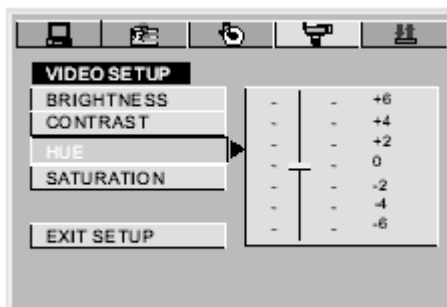 VIDEO SETUP
BRIGHTNESS
CONTRAST
HUE
SATURATION
EXIT SETUP
+6
+4
+2
0
-2
-4
-6